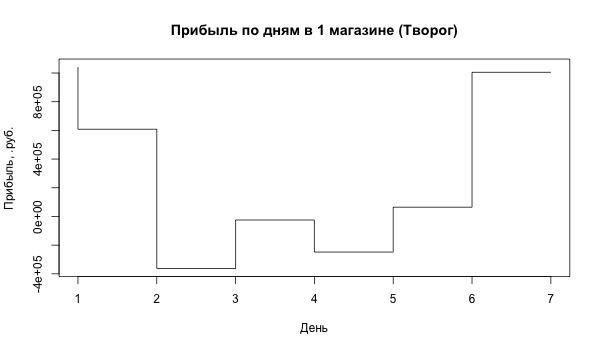 Прибыль по дням в 1 магазине (Творог)
Прибыль, .руб.
8e+05
4e+05
0e+00
-4e+05
1 2 3 4 5 6 7
День